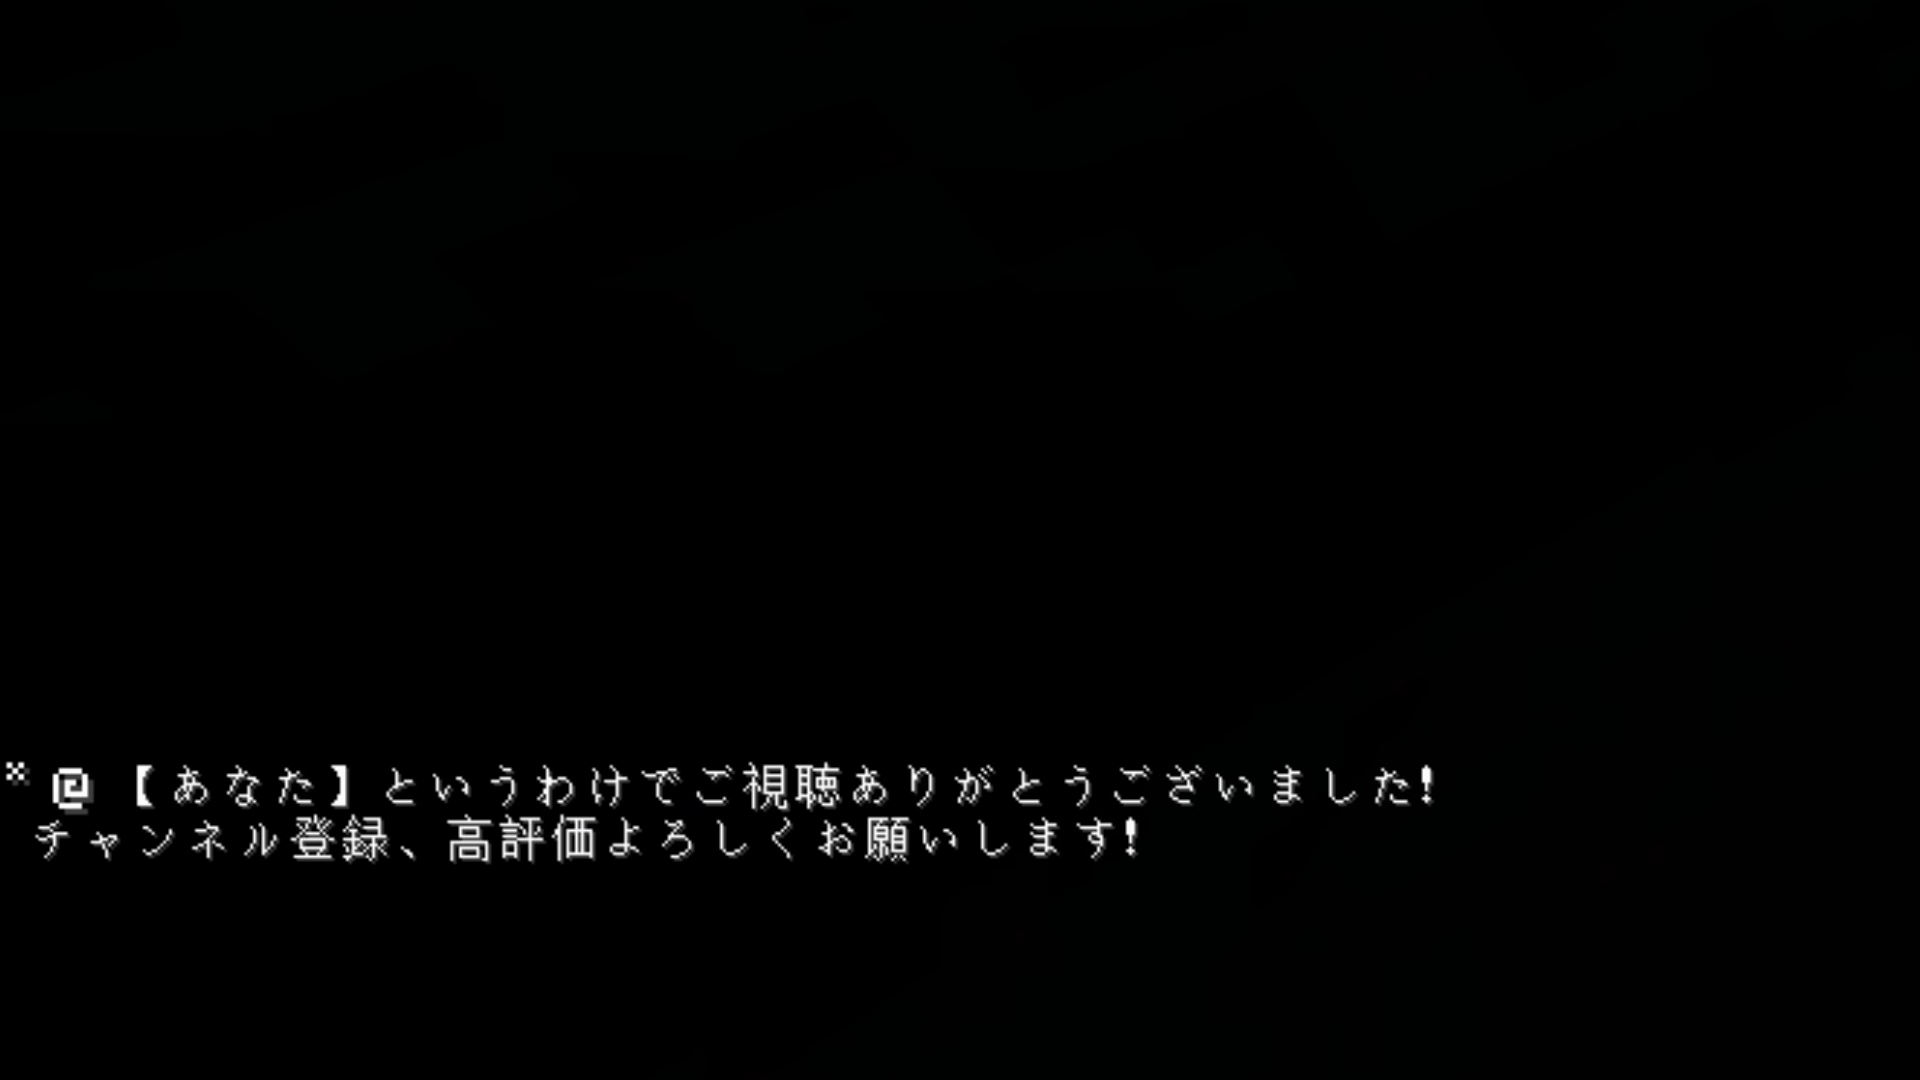 ※ @ 【あなた】というわけでご視聴ありがとうございました!
チャンネル登録、高評価よろしくお願いします!